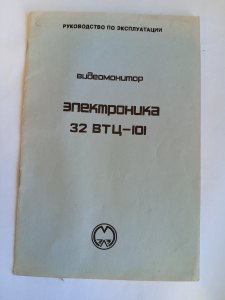 РУКОВОДСТВО ПО ЭКСПЛУАТАЦИИ
видеомонитор
электроника
32 ВТЦ-101